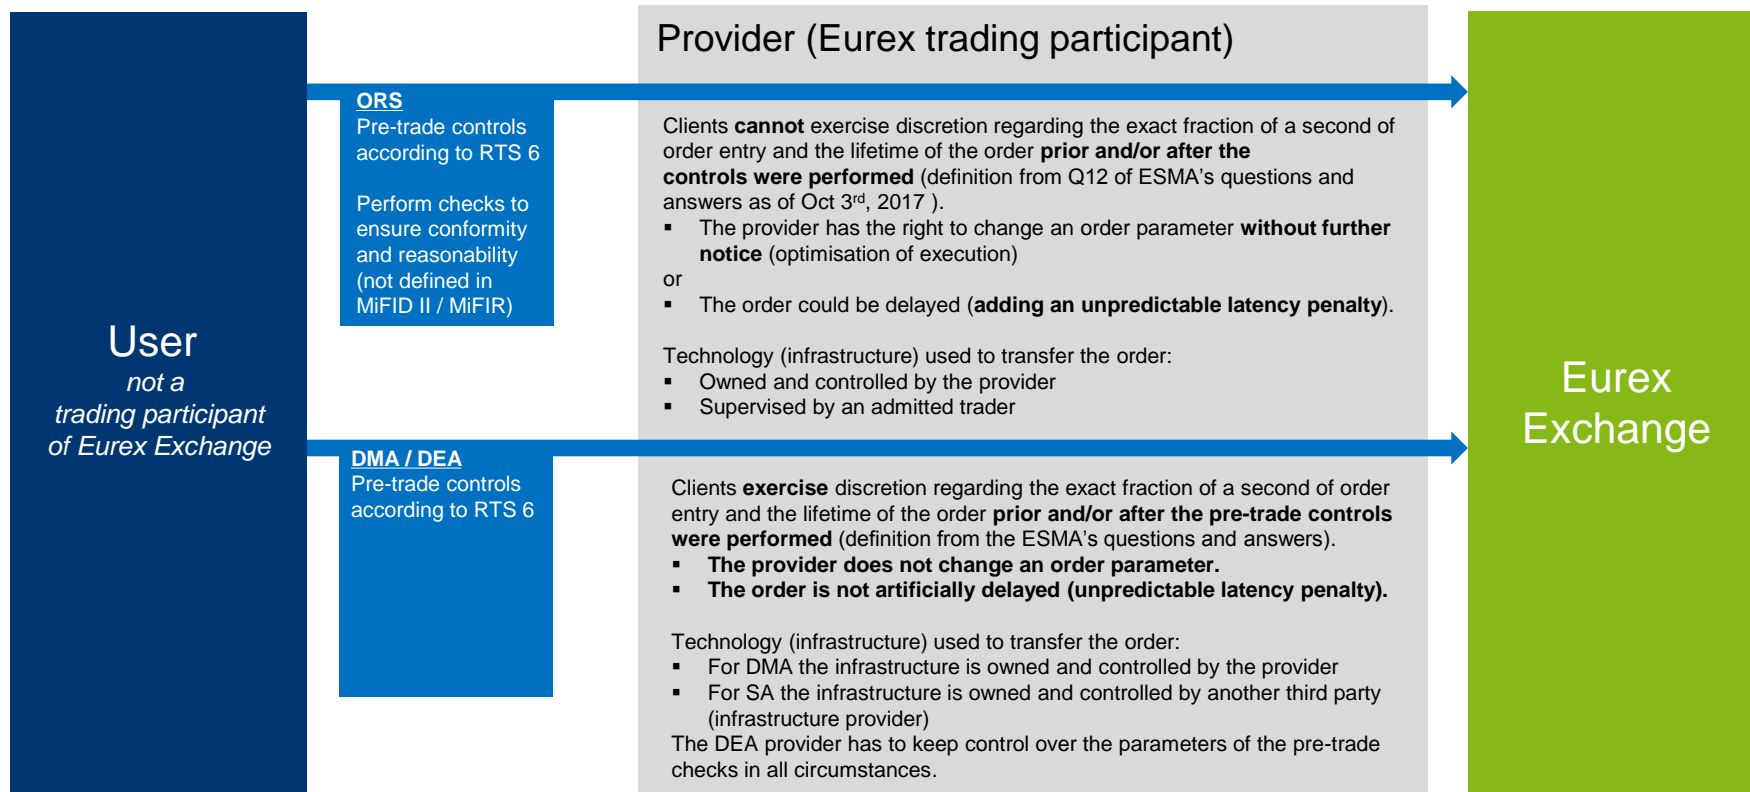 User
not a
trading participant
of Eurex Exchange
ORS
Pre-trade controls
according to RTS 6
Perform checks to
ensure conformity
and reasonability
(not defined in
MiFID II / MiFIR)
DMA / DEA
Pre-trade controls
according to RTS 6
Provider (Eurex trading participant)
Clients cannot exercise discretion regarding the exact fraction of a second of
order entry and the lifetime of the order prior and/or after the
controls were performed (definition from Q12 of ESMA's questions and
answers as of Oct 3rd, 2017 ).
▪ The provider has the right to change an order parameter without further
notice (optimisation of execution)
or
▪ The order could be delayed (adding an unpredictable latency penalty).
Technology (infrastructure) used to transfer the order:
▪ Owned and controlled by the provider
▪ Supervised by an admitted trader
Clients exercise discretion regarding the exact fraction of a second of order
entry and the lifetime of the order prior and/or after the pre-trade controls
were performed (definition from the ESMA's questions and answers).
▪ The provider does not change an order parameter.
▪ The order is not artificially delayed (unpredictable latency penalty).
Technology (infrastructure) used to transfer the order:
▪ For DMA the infrastructure is owned and controlled by the provider
▪ For SA the infrastructure is owned and controlled by another third party
(infrastructure provider)
The DEA provider has to keep control over the parameters of the pre-trade
checks in all circumstances.
Eurex
Exchange